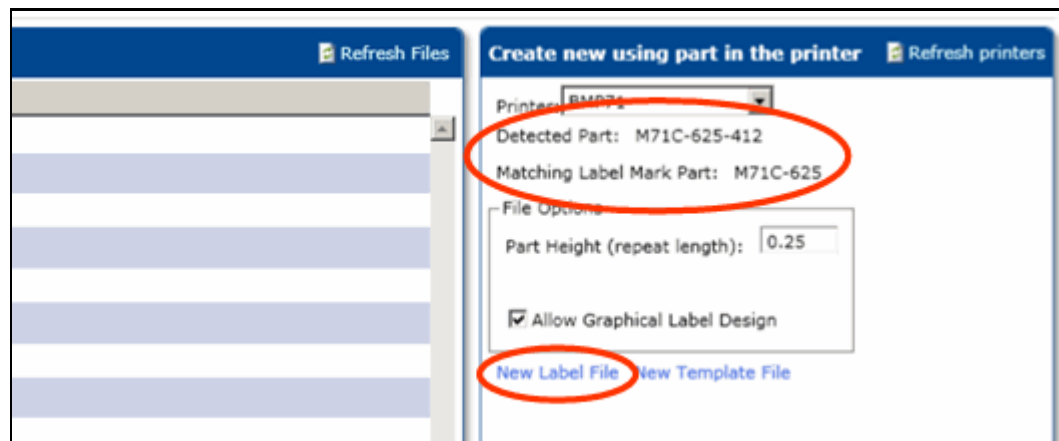 Refresh Files
Create new using part in the printer
Refresh printers
Printer: BMP71
Detected Part: M71C-625-412
Matching Label Mark Part: M71C-625
File Options
Part Height (repeat length): 0.25
Allow Graphical Label Design
New Label File New Template File